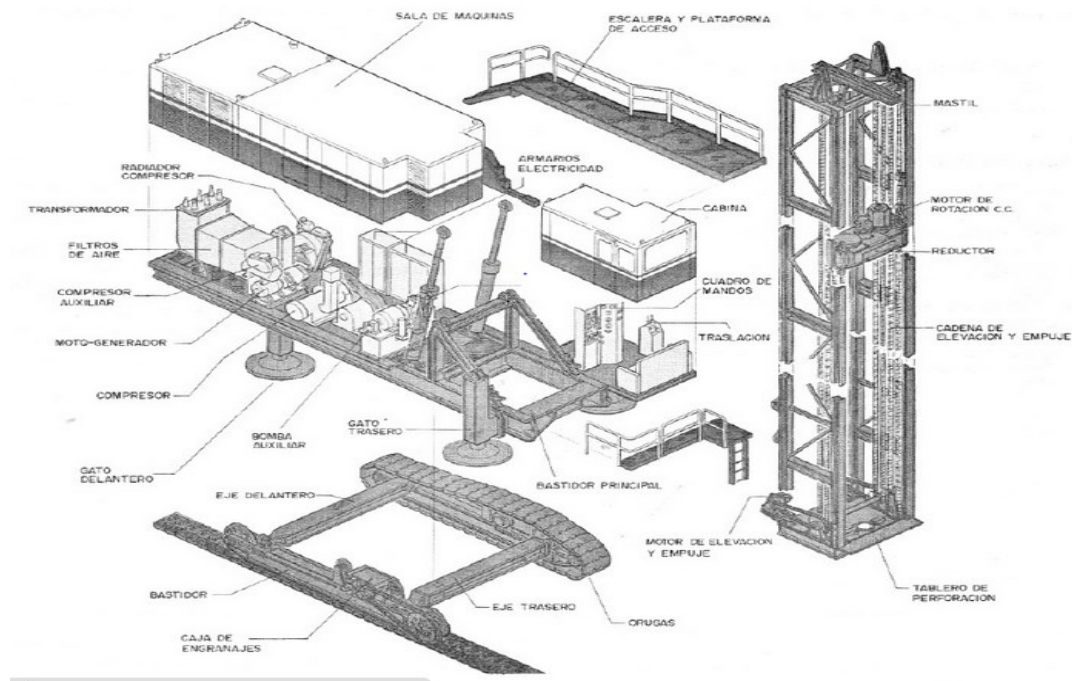 SALA DE MAQUINAS
ESCALERA Y PLATAFORMA
DE ACCESO
MASTIL
RADIADOR
COMPRESOR
ARMARIOS
ELECTRICIDAD
TRANSFORMADOR
CABINA
MOTOR DE
ROTACIÓN C.C.
FILTROS
DE AIRE
REDUCTOR
CUADRO DE
MANDOS
COMPRESOR
AUXILIAR
TRASLACION
CADENA DE
ELEVACION Y EMPUJE
MOTO-GENERADOR
COMPRESOR
BOMBA
AUXILIAR
GATO
TRASERO
GATO
DELANTERO
BASTIDOR PRINCIPAL
EJE DELANTERO
MOTOR DE ELEVACION
Y EMPUJE
BASTIDOR
EJE TRASERO
ORUGAS
TABLERO DE
PERFORACION
CAJA DE
ENGRANAJES